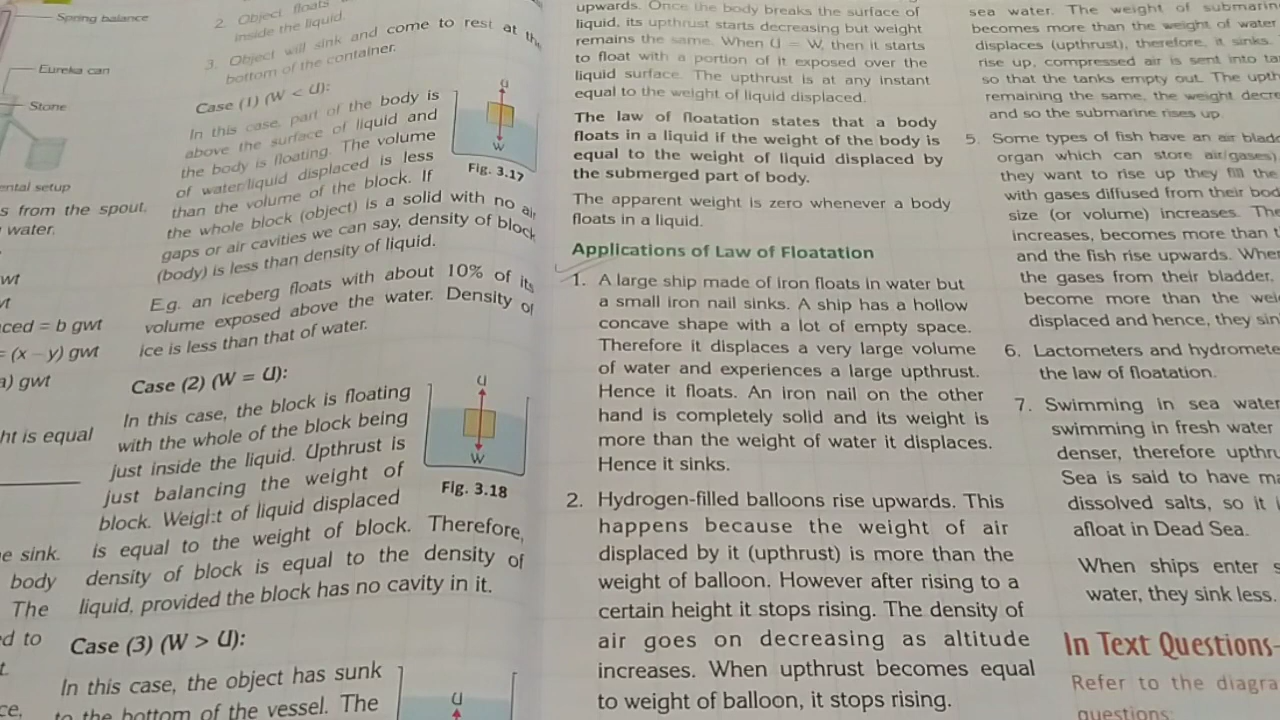 Spring balance
Eureka can
Stone
ental setup
s from the spout.
water.
wt
ced = b gwt
= (x – y) gwt
a) gwt
ht is equal
e sink.
body
The
ed to
ce,
2. Object floats
inside the liquid.
3. Object will sink and come to rest at the
bottom of the container.
Case (1) (W < U):
In this case, part of the body is
above the surface of liquid and
the body is floating. The volume
of water/liquid displaced is less
than the volume of the block. If
the whole block (object) is a solid with no air
gaps or air cavities we can say, density of block
(body) is less than density of liquid.
U
W
Fig. 3.17
E.g. an iceberg floats with about 10% of its
volume exposed above the water. Density of
ice is less than that of water.
Case (2) (W = U):
In this case, the block is floating
with the whole of the block being
just inside the liquid. Upthrust is
just balancing the weight of
block. Weight of liquid displaced
is equal to the weight of block. Therefore,
density of block is equal to the density of
liquid, provided the block has no cavity in it.
U
W
Fig. 3.18
Case (3) (W > U):
In this case, the object has sunk
to the bottom of the vessel. The
U
upwards. Once the body breaks the surface of
liquid, its upthrust starts decreasing but weight
remains the same. When U = W, then it starts
to float with a portion of it exposed over the
liquid surface. The upthrust is at any instant
equal to the weight of liquid displaced.
The law of floatation states that a body
floats in a liquid if the weight of the body is
equal to the weight of liquid displaced by
the submerged part of body.
The apparent weight is zero whenever a body
floats in a liquid.
Applications of Law of Floatation
1. A large ship made of iron floats in water but
a small iron nail sinks. A ship has a hollow
concave shape with a lot of empty space.
Therefore it displaces a very large volume
of water and experiences a large upthrust.
Hence it floats. An iron nail on the other
hand is completely solid and its weight is
more than the weight of water it displaces.
Hence it sinks.
2. Hydrogen-filled balloons rise upwards. This
happens because the weight of air
displaced by it (upthrust) is more than the
weight of balloon. However after rising to a
certain height it stops rising. The density of
air goes on decreasing as altitude
increases. When upthrust becomes equal
to weight of balloon, it stops rising.
sea water. The weight of submarin
becomes more than the weight of water
displaces (upthrust), therefore, it sinks.
rise up, compressed air is sent into ta
so that the tanks empty out. The upth
remaining the same, the weight decre
and so the submarine rises up.
5. Some types of fish have an air bladd
organ which can store air(gases)
they want to rise up they fill the
with gases diffused from their bod
size (or volume) increases. The
increases, becomes more than t
and the fish rise upwards. When
the gases from their bladder,
become more than the wei
displaced and hence, they sin
6. Lactometers and hydromete
the law of floatation.
7. Swimming in sea water
swimming in fresh water
denser, therefore upthru
Sea is said to have ma
dissolved salts, so it i
afloat in Dead Sea.
When ships enter s
water, they sink less.
In Text Questions
Refer to the diagra
questions: